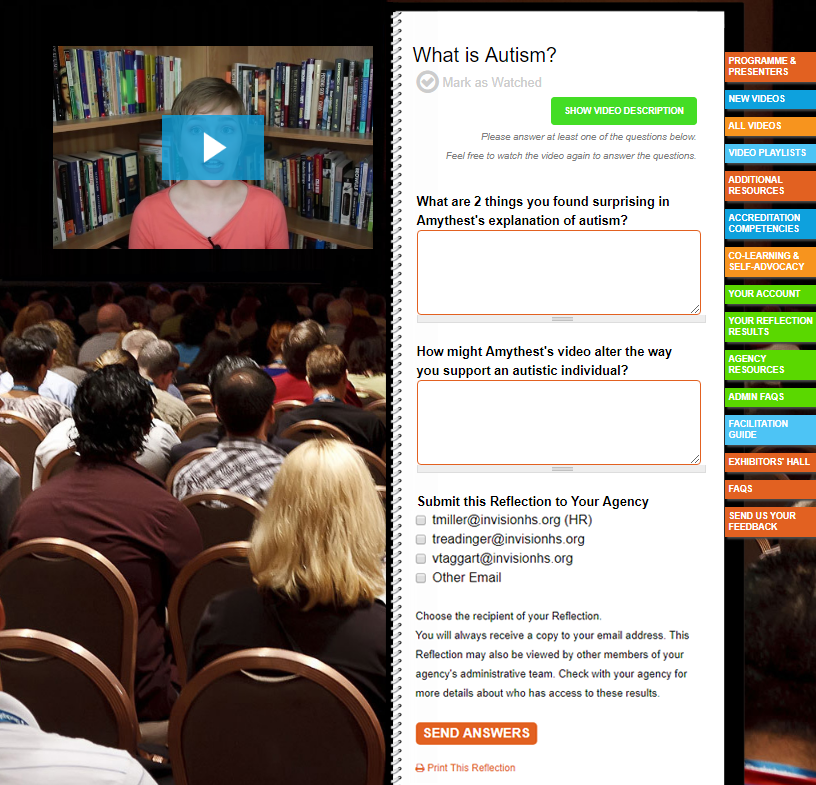 What is Autism?
Mark as Watched
SHOW VIDEO DESCRIPTION
Please answer at least one of the questions below.
Feel free to watch the video again to answer the questions.
What are 2 things you found surprising in
Amythest's explanation of autism?
How might Amythest's video alter the way
you support an autistic individual?
Submit this Reflection to Your Agency
tmiller@invisionhs.org (HR)
treadinger@invisionhs.org
vtaggart@invisionhs.org
Other Email
Choose the recipient of your Reflection.
You will always receive a copy to your email address. This
Reflection may also be viewed by other members of your
agency's administrative team. Check with your agency for
more details about who has access to these results.
SEND ANSWERS
Print This Reflection
PROGRAMME &
PRESENTERS
NEW VIDEOS
ALL VIDEOS
VIDEO PLAYLISTS
ADDITIONAL
RESOURCES
ACCREDITATION
COMPETENCIES
CO-LEARNING &
SELF-ADVOCACY
YOUR ACCOUNT
YOUR REFLECTION
RESULTS
AGENCY
RESOURCES
ADMIN FAQS
FACILITATION
GUIDE
EXHIBITORS' HALL
FAQS
SEND US YOUR
FEEDBACK